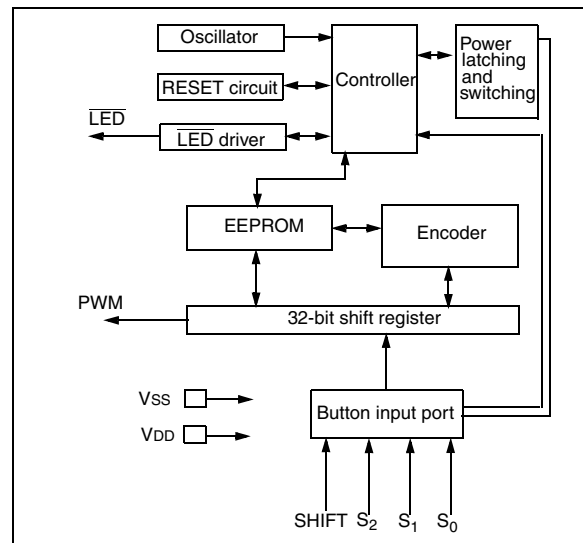 Oscillator
RESET circuit
LED
LED driver
Controller
Power
latching
and
switching
EEPROM
Encoder
PWM
32-bit shift register
VSS
VDD
Button input port
SHIFT S2 S1 S0